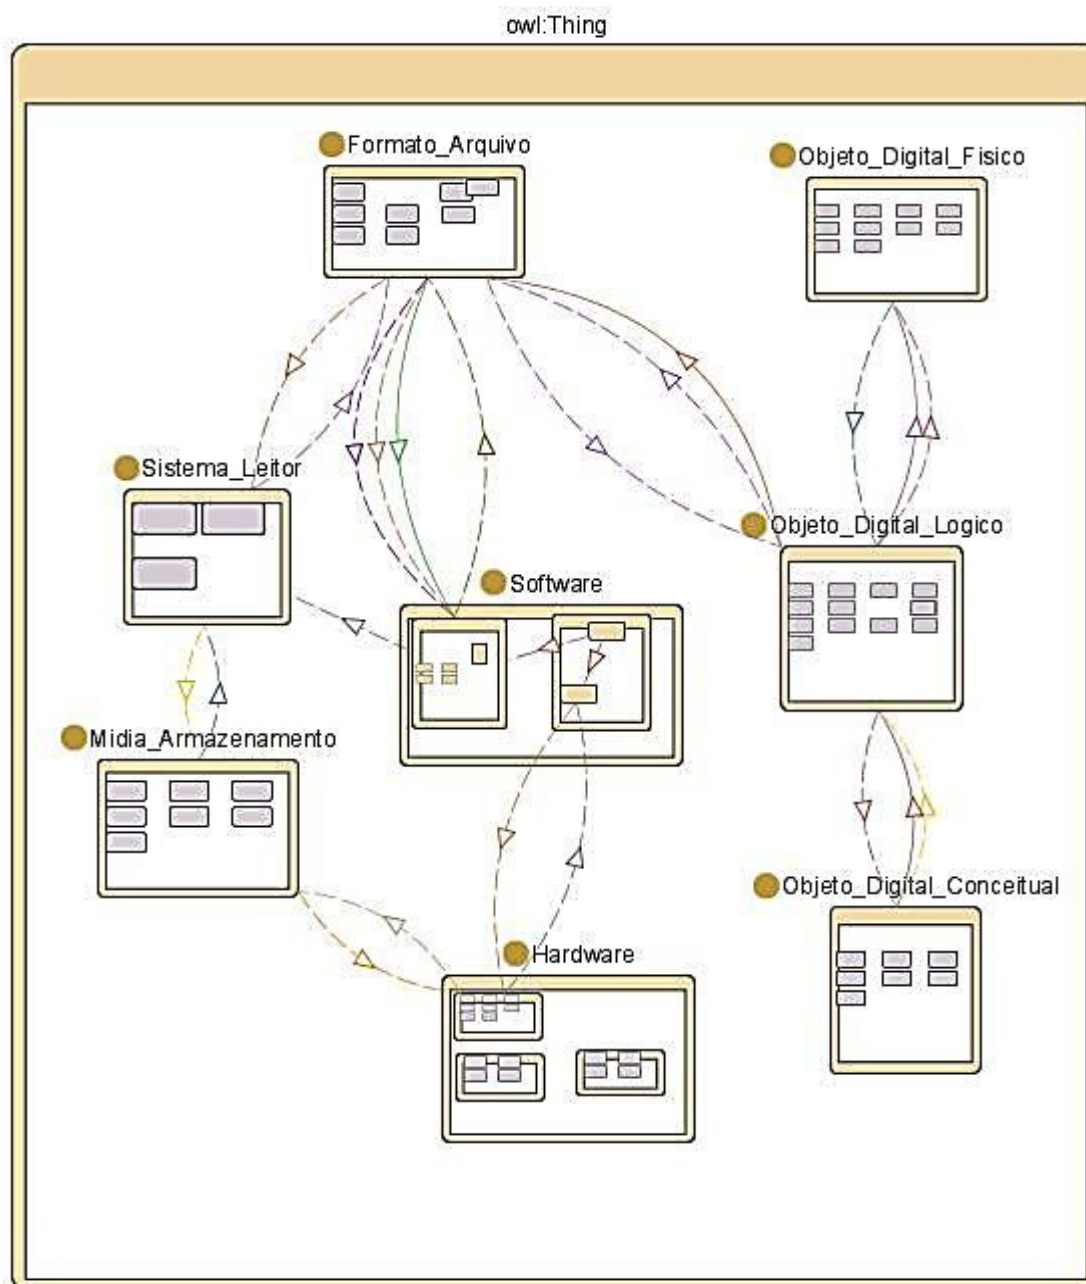 owl:Thing
Formato_Arquivo
Objeto_Digital_Fisico
Sistema_Leitor
Objeto_Digital_Logico
Software
Midia_Armazenamento
Objeto_Digital_Conceitual
Hardware